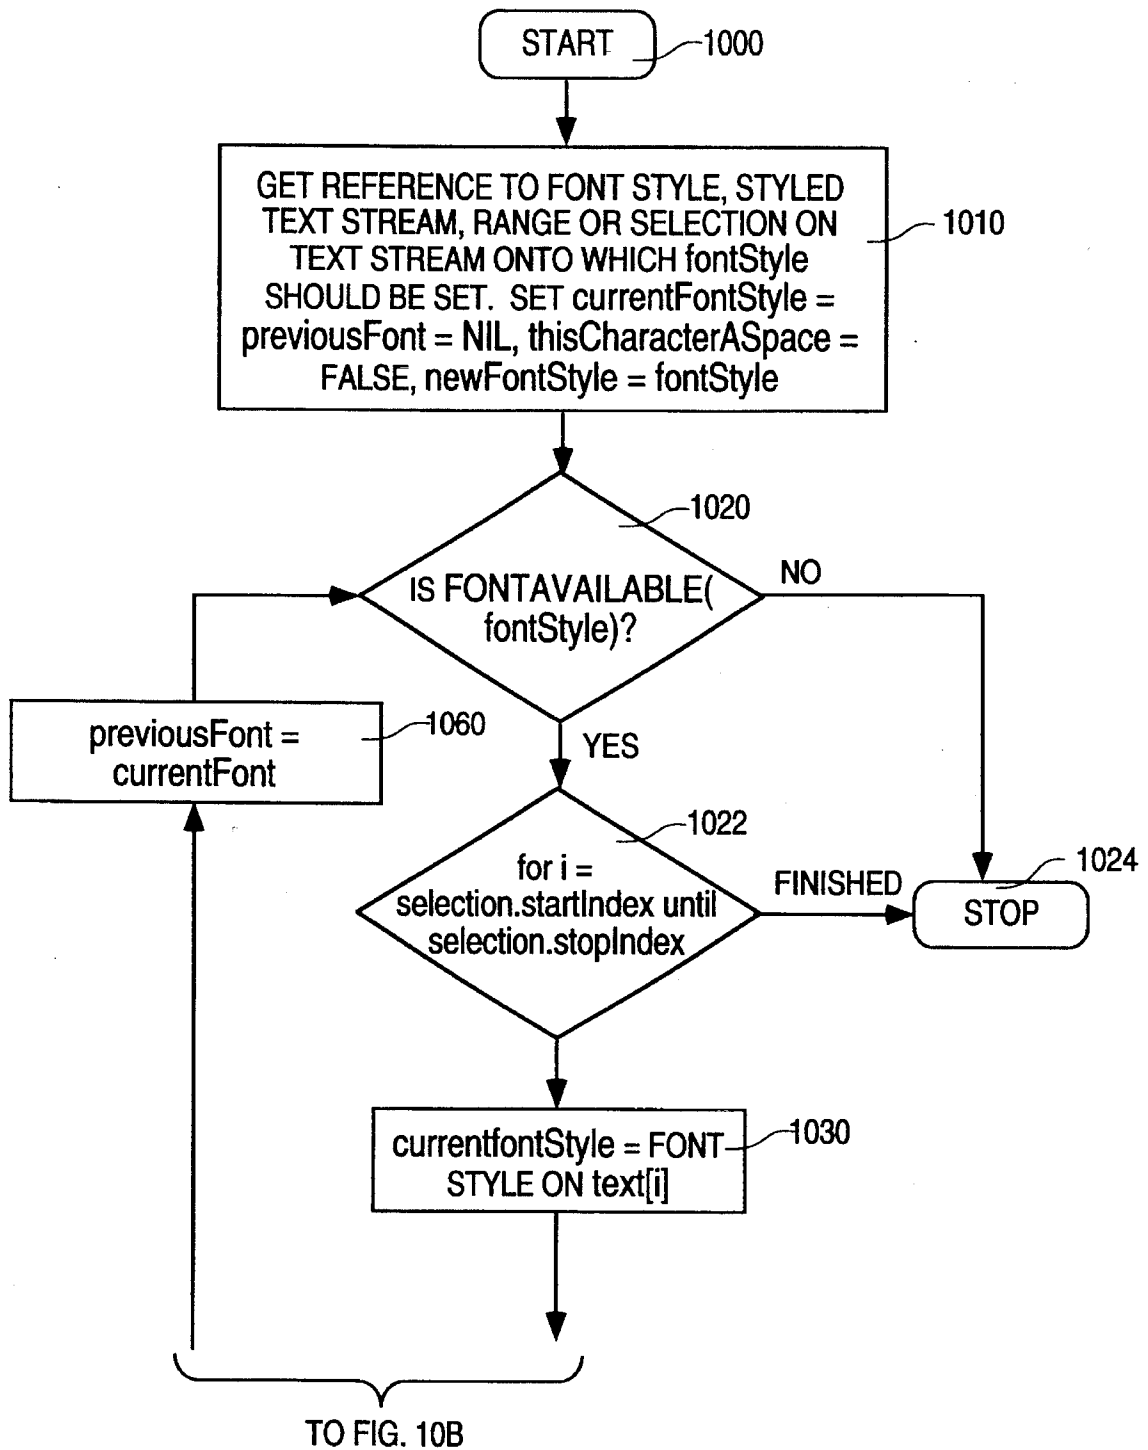 START
1000
GET REFERENCE TO FONT STYLE, STYLED
TEXT STREAM, RANGE OR SELECTION ON
TEXT STREAM ONTO WHICH fontStyle
SHOULD BE SET. SET currentFontStyle =
previousFont = NIL, thisCharacterASpace =
FALSE, newFontStyle = fontStyle
1010
1020
IS FONTAVAILABLE(
fontStyle)?
NO
previousFont =
currentFont
1060
YES
1022
for i =
selection.startIndex until
selection.stopIndex
FINISHED
1024
STOP
currentfontStyle = FONT
STYLE ON text[i]
1030
TO FIG. 10B